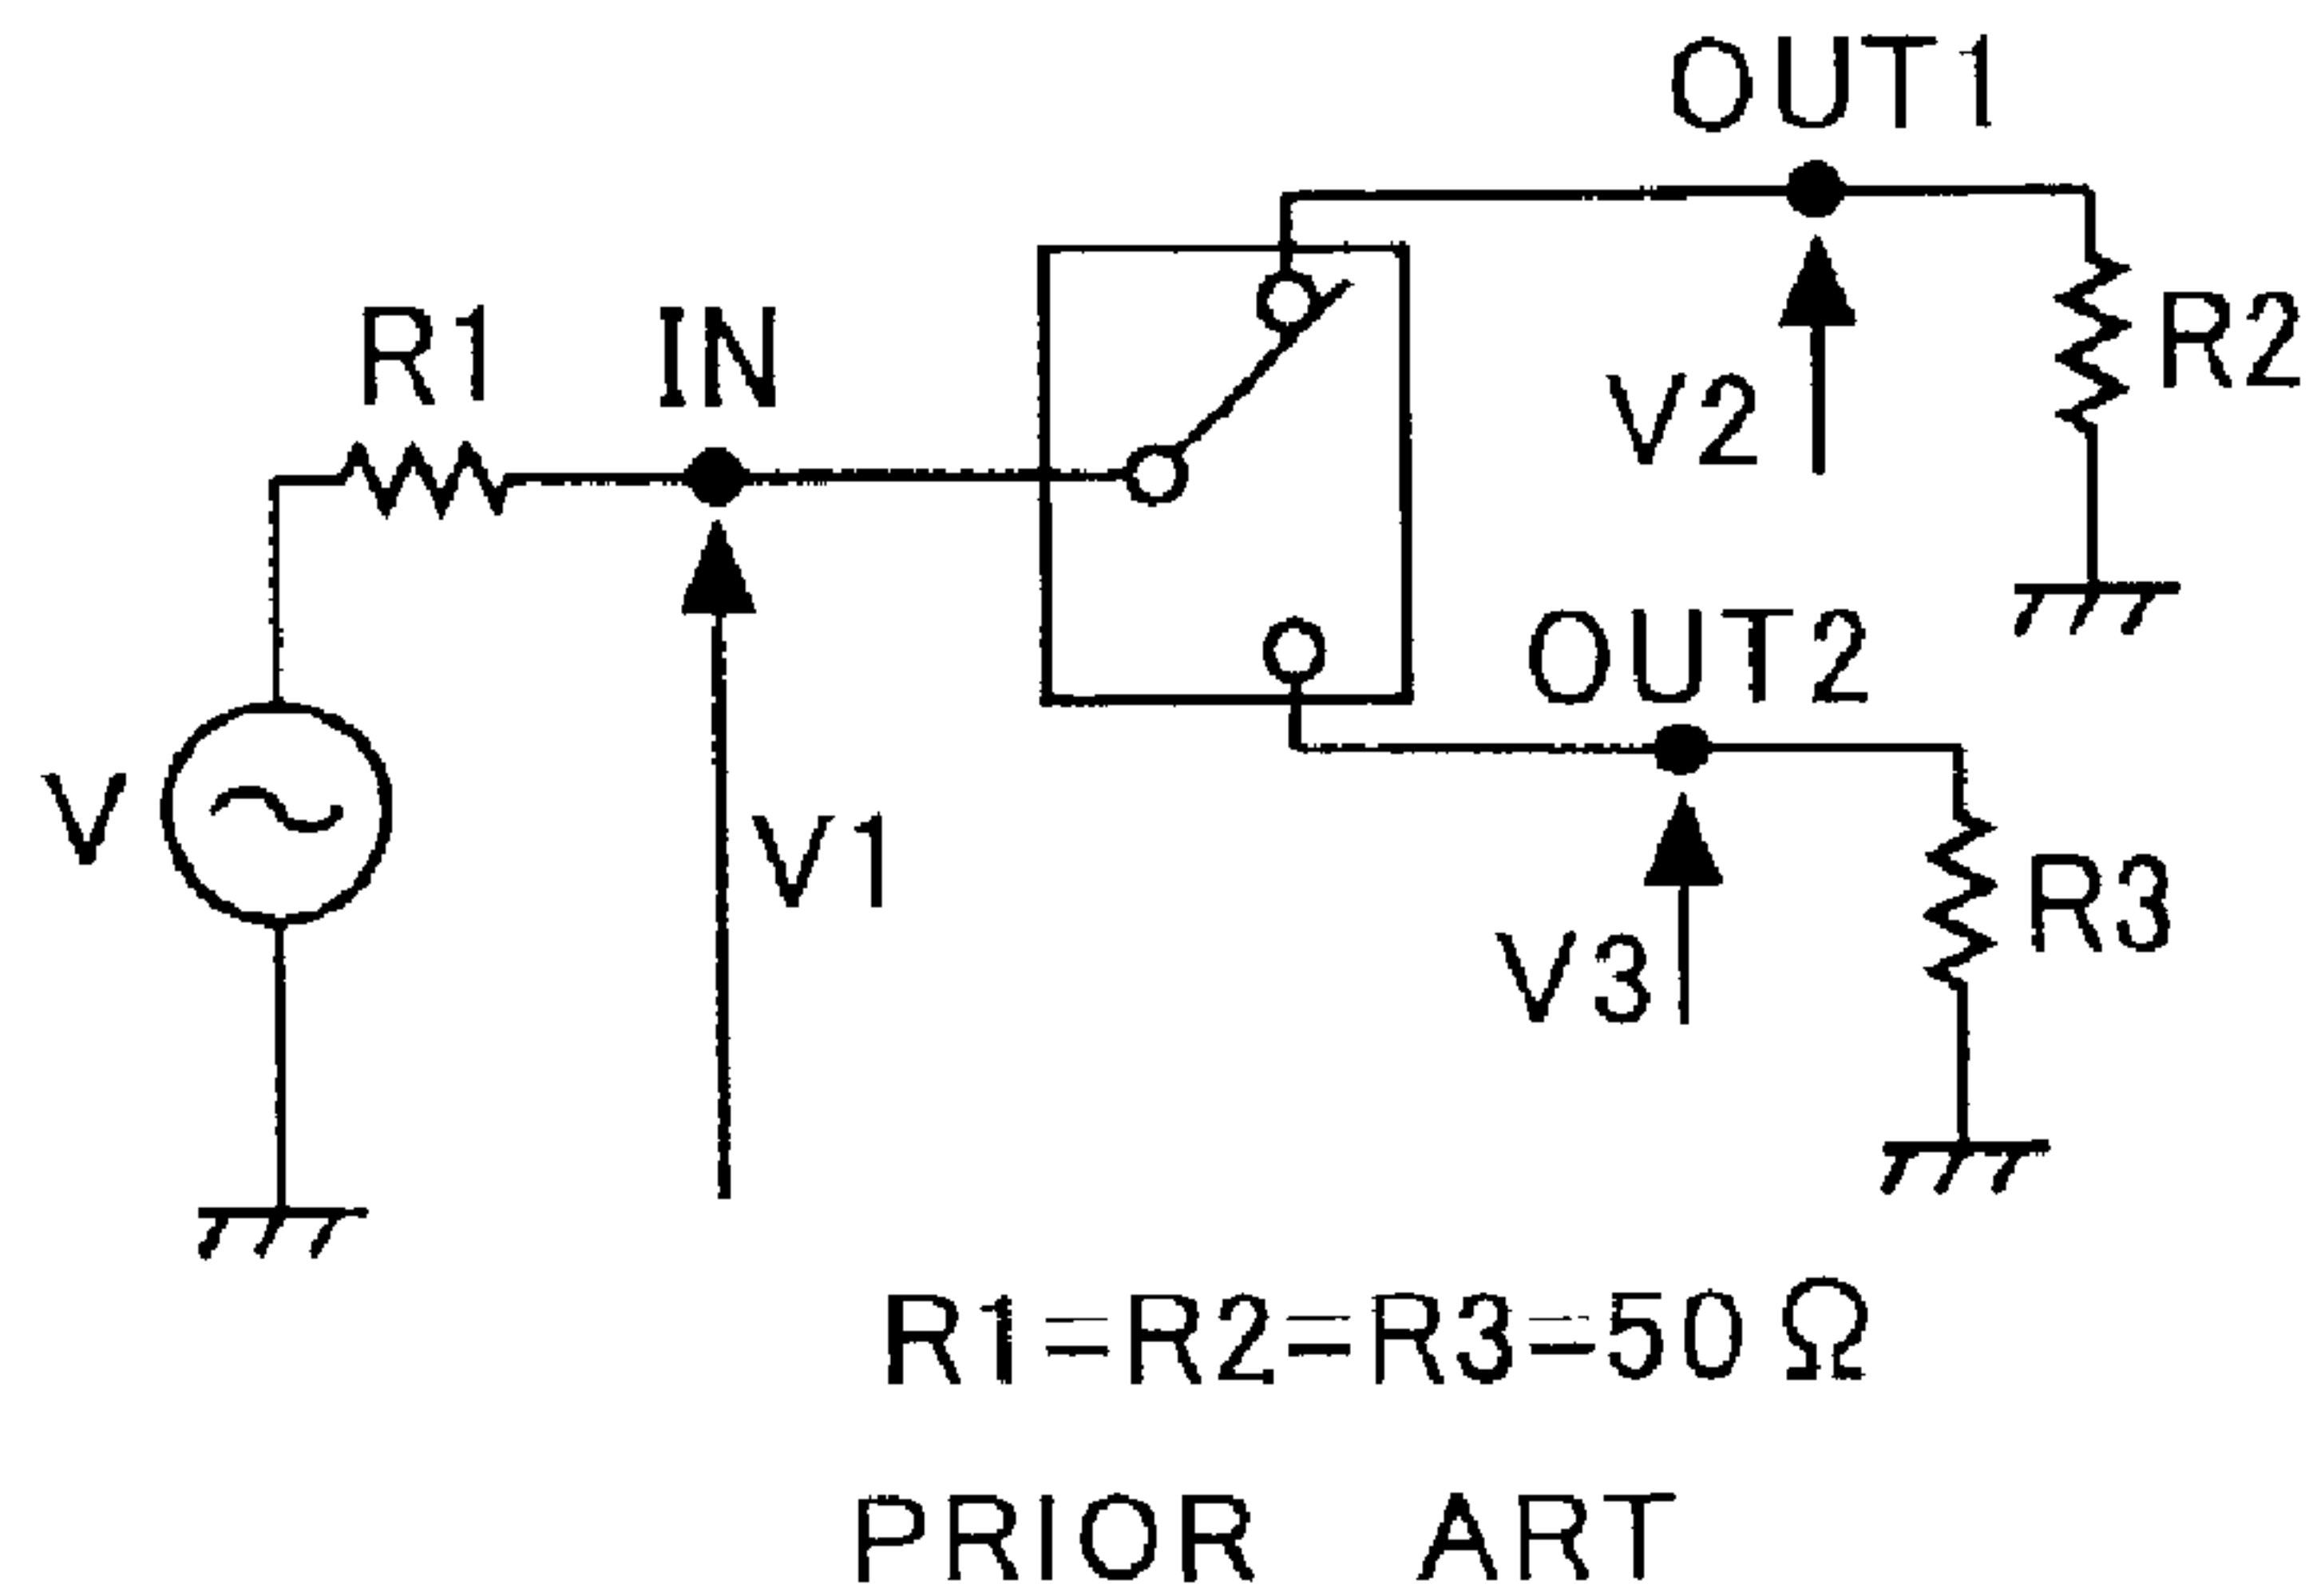 OUT1
R1
IN
R2
V2
OUT2
V
V1
R3
V3
R1=R2=R3=50Ω
PRIOR ART